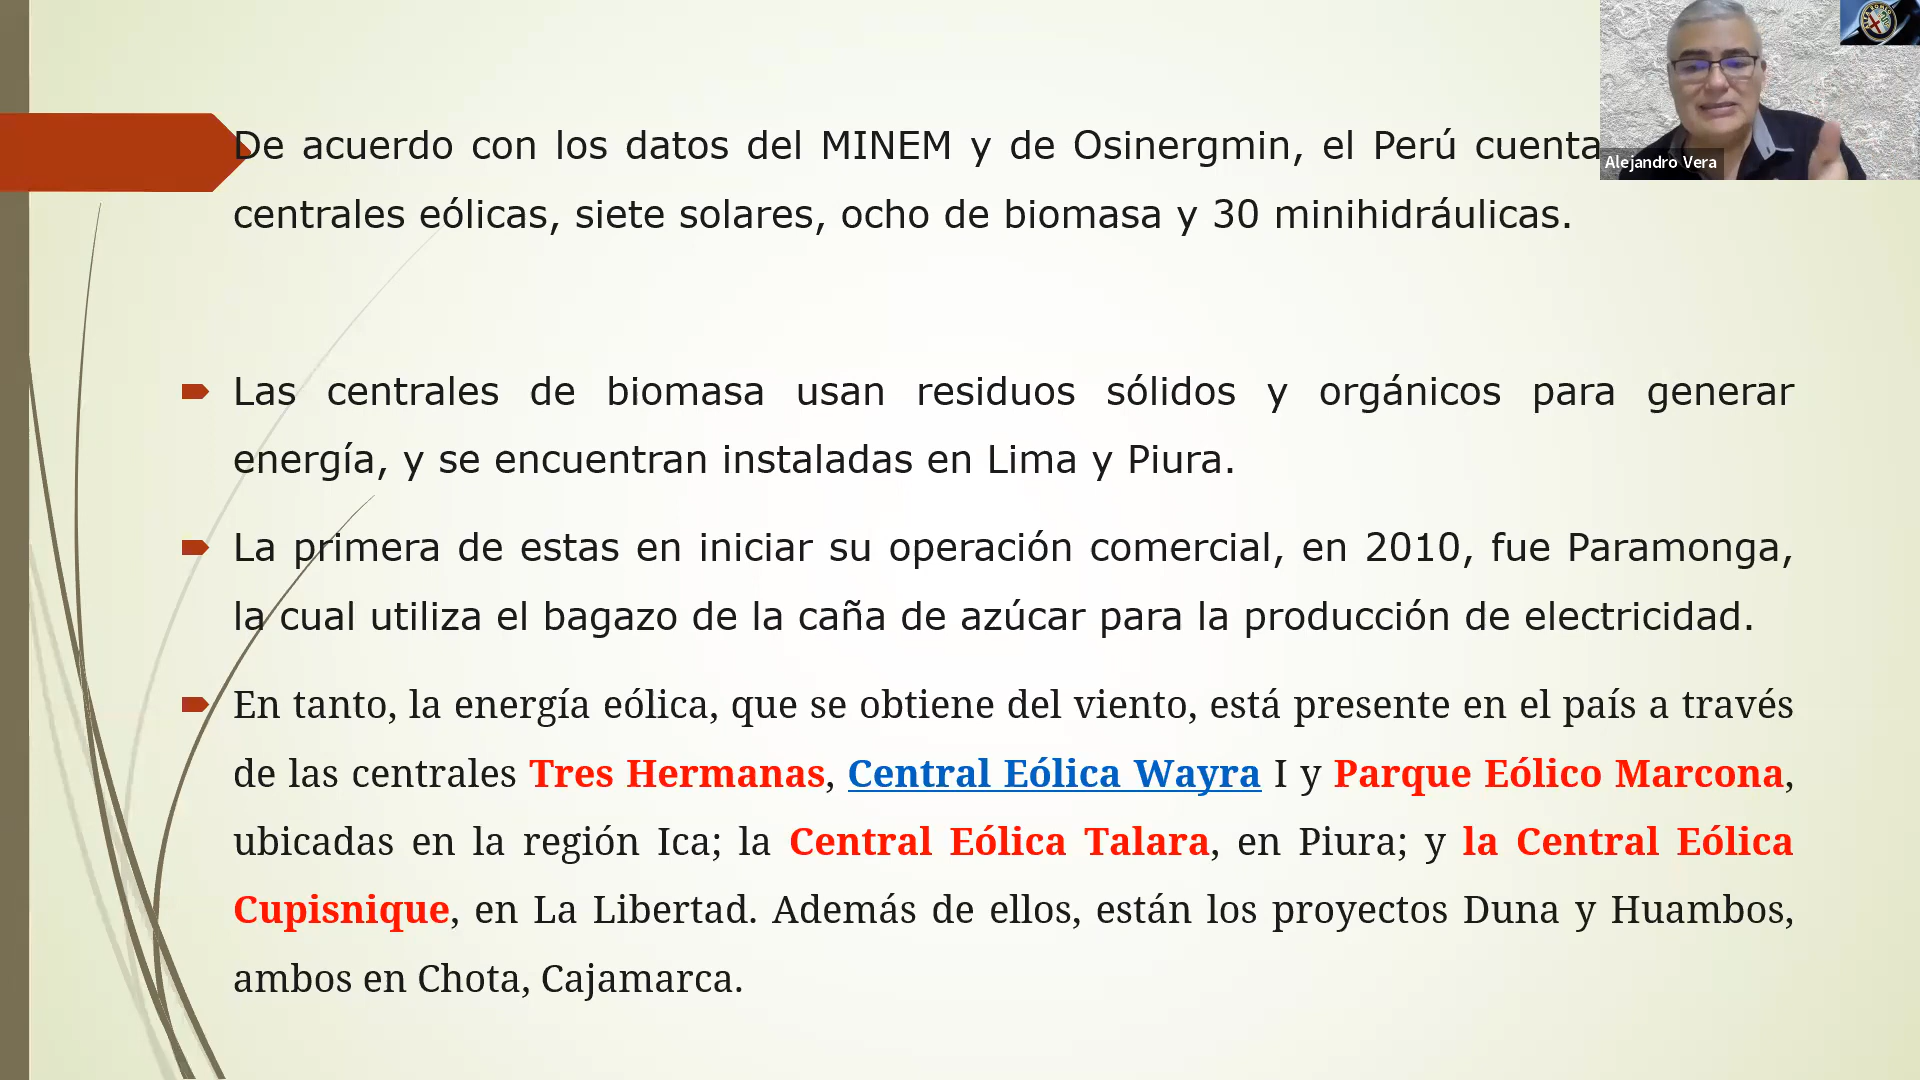 De acuerdo con los datos del MINEM y de Osinergmin, el Perú cuenta
centrales eólicas, siete solares, ocho de biomasa y 30 minihidráulicas.
Las centrales de biomasa usan residuos sólidos y orgánicos para generar
energía, y se encuentran instaladas en Lima y Piura.
La primera de estas en iniciar su operación comercial, en 2010, fue Paramonga,
la cual utiliza el bagazo de la caña de azúcar para la producción de electricidad.
En tanto, la energía eólica, que se obtiene del viento, está presente en el país a través
de las centrales Tres Hermanas, Central Eólica Wayra I y Parque Eólico Marcona,
ubicadas en la región Ica; la Central Eólica Talara, en Piura; y la Central Eólica
Cupisnique, en La Libertad. Además de ellos, están los proyectos Duna y Huambos,
ambos en Chota, Cajamarca.
Alejandro Vera